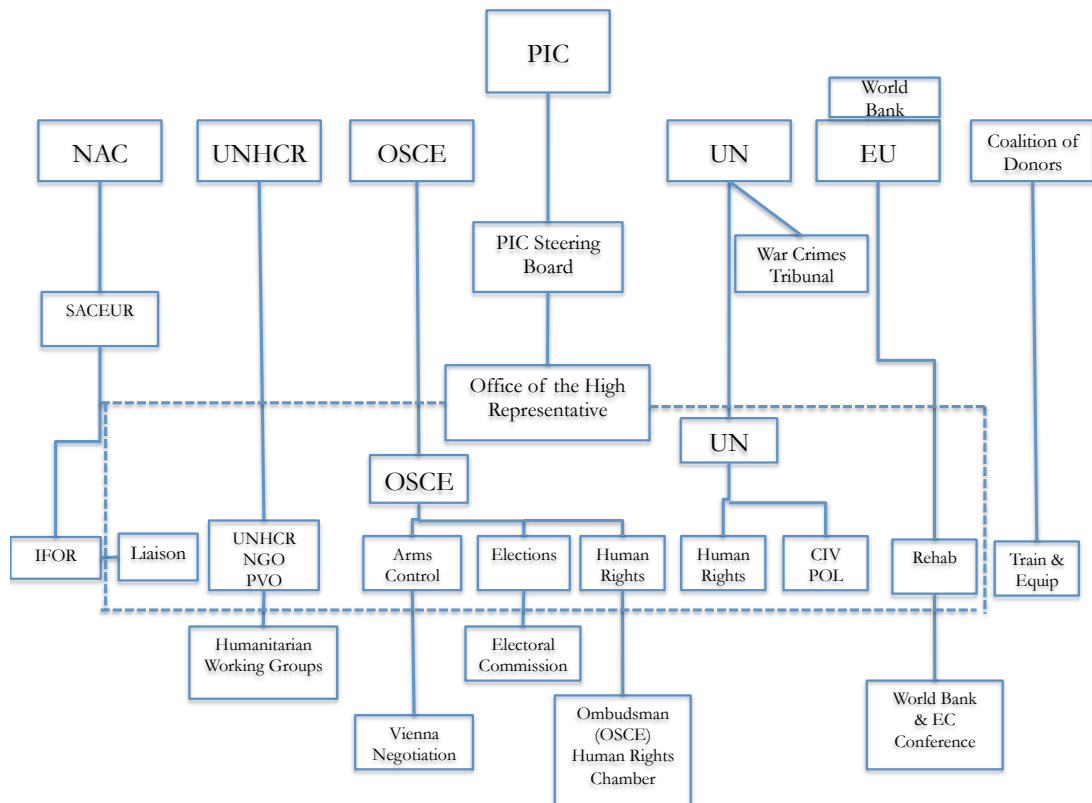 PIC
World
Bank
NAC
UNHCR
OSCE
UN
EU
Coalition of
Donors
PIC Steering
Board
War Crimes
Tribunal
SACEUR
Office of the High
Representative
UN
OSCE
IFOR
Liaison
UNHCR
NGO
PVO
Arms
Control
Elections
Human
Rights
Human
Rights
CIV
POL
Rehab
Train &
Equip
Humanitarian
Working Groups
Electoral
Commission
Vienna
Negotiation
Ombudsman
(OSCE)
Human Rights
Chamber
World Bank
& EC
Conference